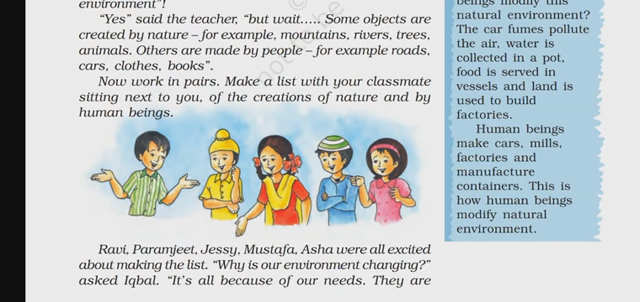 environment"!
"Yes" said the teacher, "but wait..... Some objects are
created by nature – for example, mountains, rivers, trees,
animals. Others are made by people – for example roads,
cars, clothes, books".
Now work in pairs. Make a list with your classmate
sitting next to you, of the creations of nature and by
human beings.
Ravi, Paramjeet, Jessy, Mustafa, Asha were all excited
about making the list. "Why is our environment changing?"
asked Iqbal. "It's all because of our needs. They are
beings modify this
natural environment?
The car fumes pollute
the air, water is
collected in a pot,
food is served in
vessels and land is
used to build
factories.
Human beings
make cars, mills,
factories and
manufacture
containers. This is
how human beings
modify natural
environment.